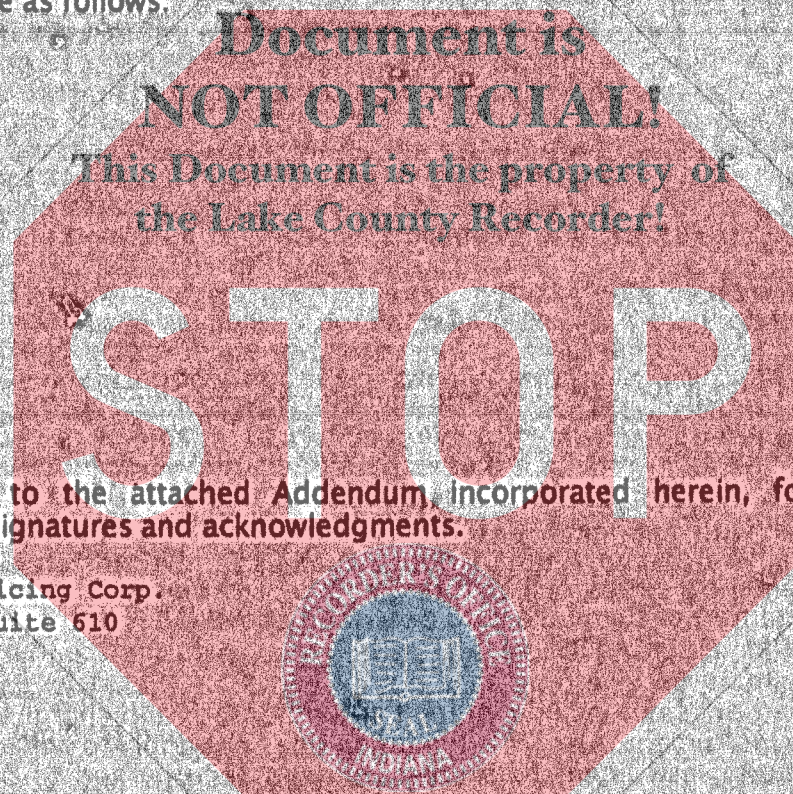 e as follows.
Document is
NOT OFFICIAL!
This Document is the property of
the Lake County Recorder!
STOP
to the attached Addendum, incorporated herein, fo
ignatures and acknowledgments.
icing Corp.
uite 610
RECORDER'S OFFICE
SEAL
INDIANA